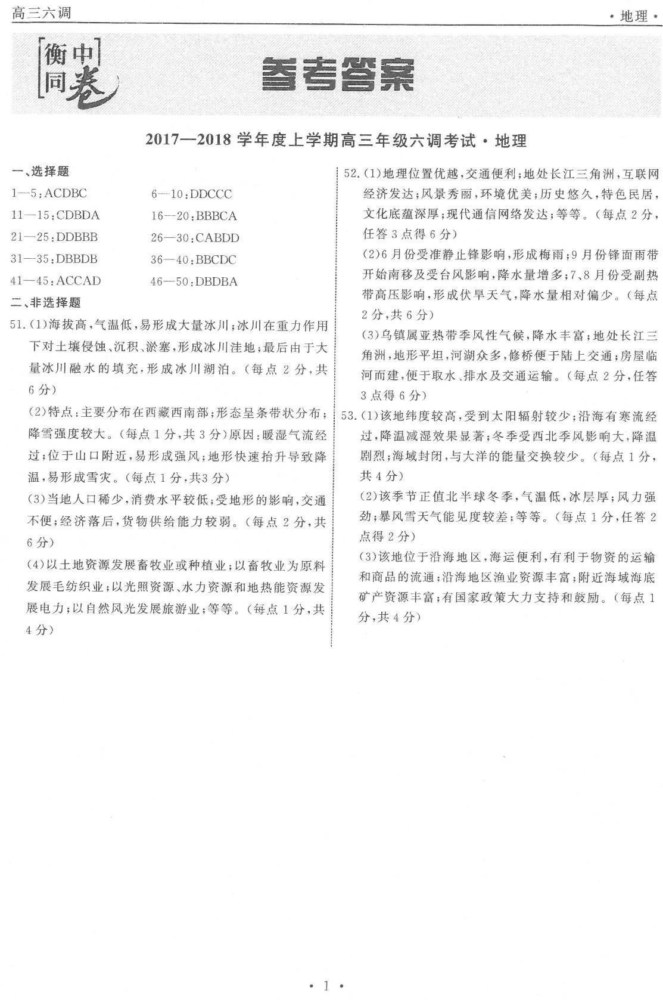 高三六调
·地理·
衡中
同卷
参考答案
2017—2018 学年度上学期高三年级六调考试·地理
一、选择题
1—5:ACDBC 6—10:DDCCC
11—15:CDBDA 16—20:BBBCA
21—25:DDBBB 26—30:CABDD
31—35:DBBDB 36—40:BBCDC
41—45:ACCAD 46—50:DBDBA
二、非选择题
51.(1)海拔高,气温低,易形成大量冰川;冰川在重力作用
下对土壤侵蚀、沉积、淤塞,形成冰川洼地;最后由于大
量冰川融水的填充,形成冰川湖泊。(每点 2 分,共
6 分)
(2)特点:主要分布在西藏西南部;形态呈条带状分布;
降雪强度较大。(每点 1 分,共 3 分)原因:暖湿气流经
过;位于山口附近,易形成强风;地形快速抬升导致降
温,易形成雪灾。(每点 1 分,共3 分)
(3)当地人口稀少,消费水平较低;受地形的影响,交通
不便;经济落后,货物供给能力较弱。(每点 2 分,共
6 分)
(4)以土地资源发展畜牧业或种植业;以畜牧业为原料
发展毛纺织业;以光照资源、水力资源和地热能资源发
展电力;以自然风光发展旅游业;等等。(每点 1 分,共
4 分)
52.(1)地理位置优越,交通便利;地处长江三角洲,互联网
经济发达;风景秀丽,环境优美;历史悠久,特色民居,
文化底蕴深厚;现代通信网络发达;等等。(每点 2 分,
任答 3 点得 6 分)
(2)6 月份受准静止锋影响,形成梅雨;9 月份锋面雨带
开始南移及受台风影响,降水量增多;7、8 月份受副热
带高压影响,形成伏旱天气,降水量相对偏少。(每点
2 分,共 6 分)
(3)乌镇属亚热带季风性气候,降水丰富;地处长江三
角洲,地形平坦,河湖众多,修桥便于陆上交通;房屋临
河而建,便于取水、排水及交通运输。(每点 2 分,任答
3 点得 6 分)
53.(1)该地纬度较高,受到太阳辐射较少;沿海有寒流经
过,降温减湿效果显著;冬季受西北季风影响大,降温
剧烈;海域封闭,与大洋的能量交换较少。(每点 1 分,
共 4 分)
(2)该季节正值北半球冬季,气温低,冰层厚;风力强
劲;暴风雪天气能见度较差;等等。(每点 1 分,任答 2
点得 2 分)
(3)该地位于沿海地区,海运便利,有利于物资的运输
和商品的流通;沿海地区渔业资源丰富;附近海域海底
矿产资源丰富;有国家政策大力支持和鼓励。(每点 1
分,共 4 分)
· 1 ·